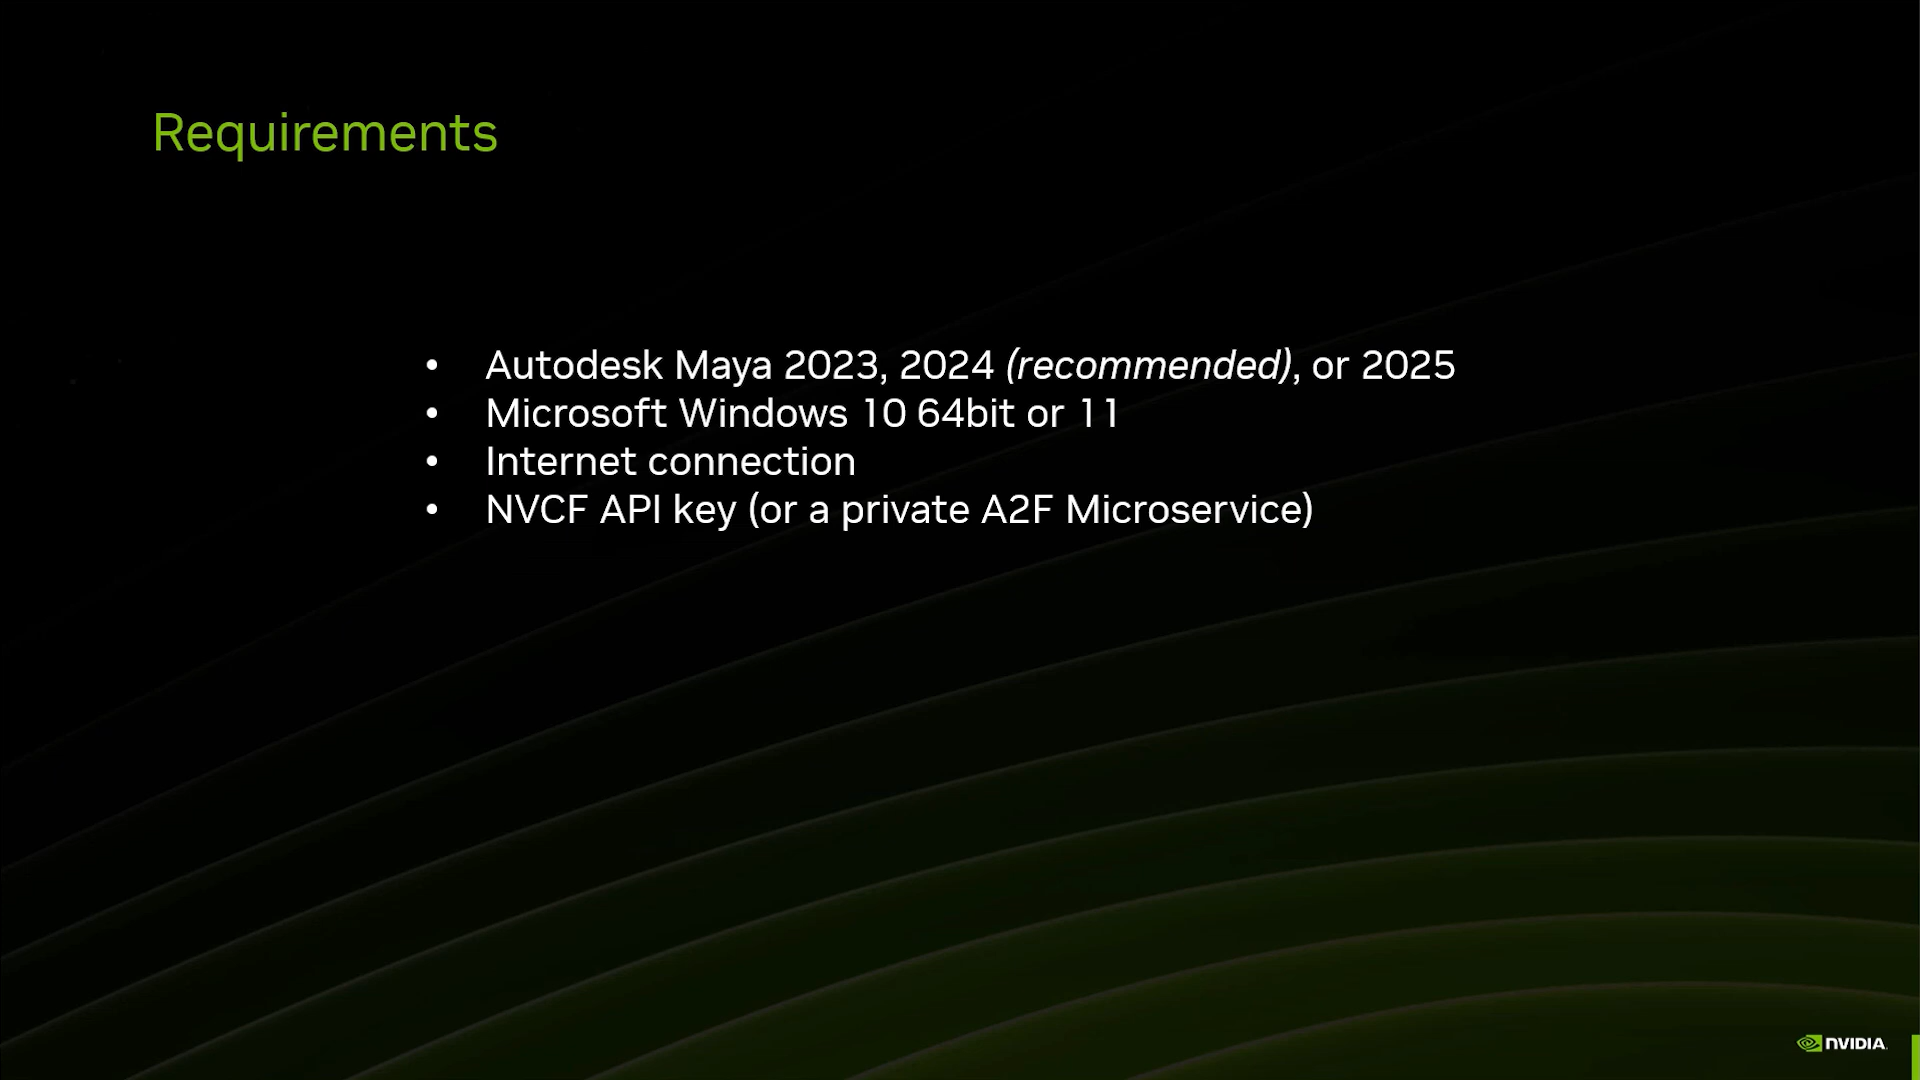 Requirements
• Autodesk Maya 2023, 2024 (recommended), or 2025
• Microsoft Windows 10 64bit or 11
• Internet connection
• NVCF API key (or a private A2F Microservice)
NVIDIA.